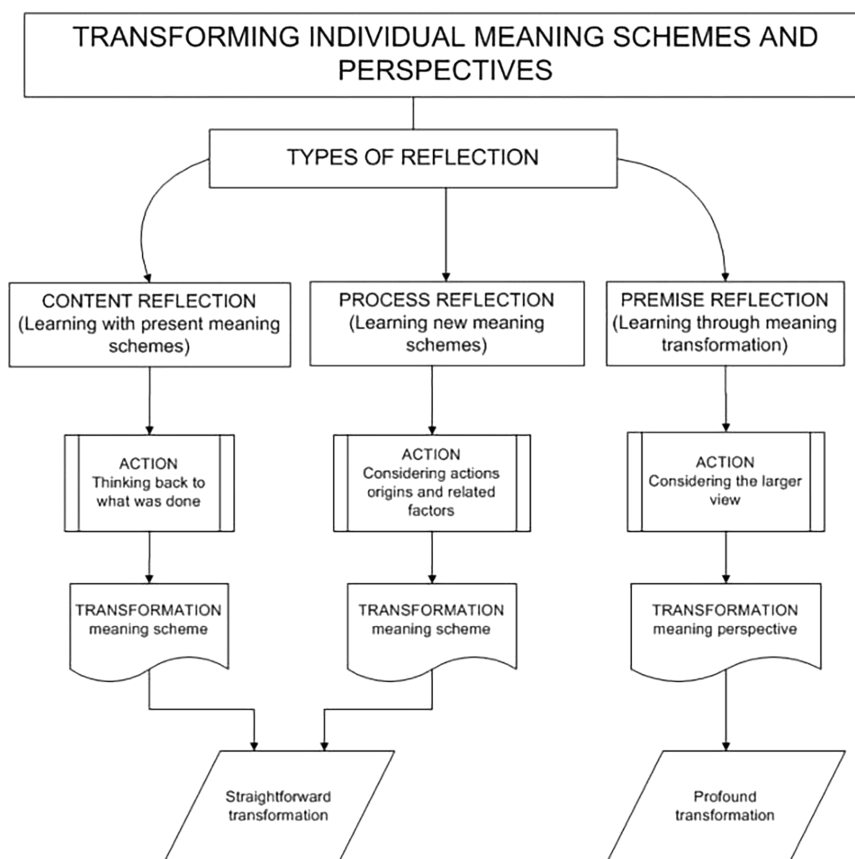 TRANSFORMING INDIVIDUAL MEANING SCHEMES AND
PERSPECTIVES
TYPES OF REFLECTION
CONTENT REFLECTION
(Learning with present meaning
schemes)
PROCESS REFLECTION
(Learning new meaning
schemes)
PREMISE REFLECTION
(Learning through meaning
transformation)
ACTION
Thinking back to
what was done
ACTION
Considering actions
origins and related
factors
ACTION
Considering the larger
view
TRANSFORMATION
meaning scheme
TRANSFORMATION
meaning scheme
TRANSFORMATION
meaning perspective
Straightforward
transformation
Profound
transformation